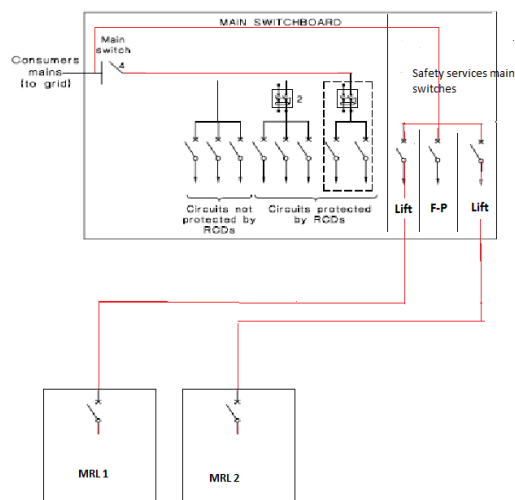 MAIN SWITCHBOARD
Main
switch
4
Consumers
mains
(to grid)
Safety services main
switches
2
Circuits not
protected by
RCDs
Circuits protected
by RCDs
Lift
F-P
Lift
MRL 1
MRL 2